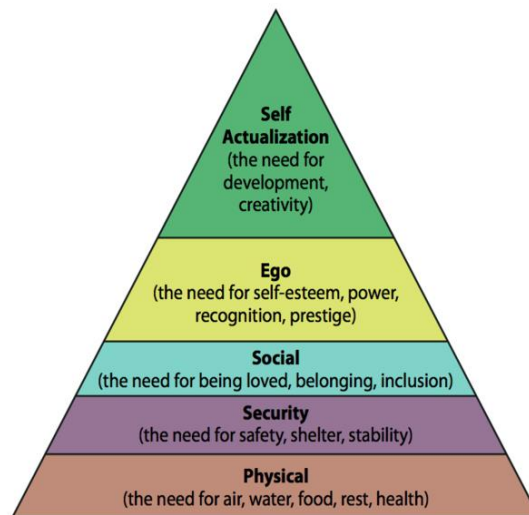 Self
Actualization
(the need for
development,
creativity)
Ego
(the need for self-esteem, power,
recognition, prestige)
Social
(the need for being loved, belonging, inclusion)
Security
(the need for safety, shelter, stability)
Physical
(the need for air, water, food, rest, health)